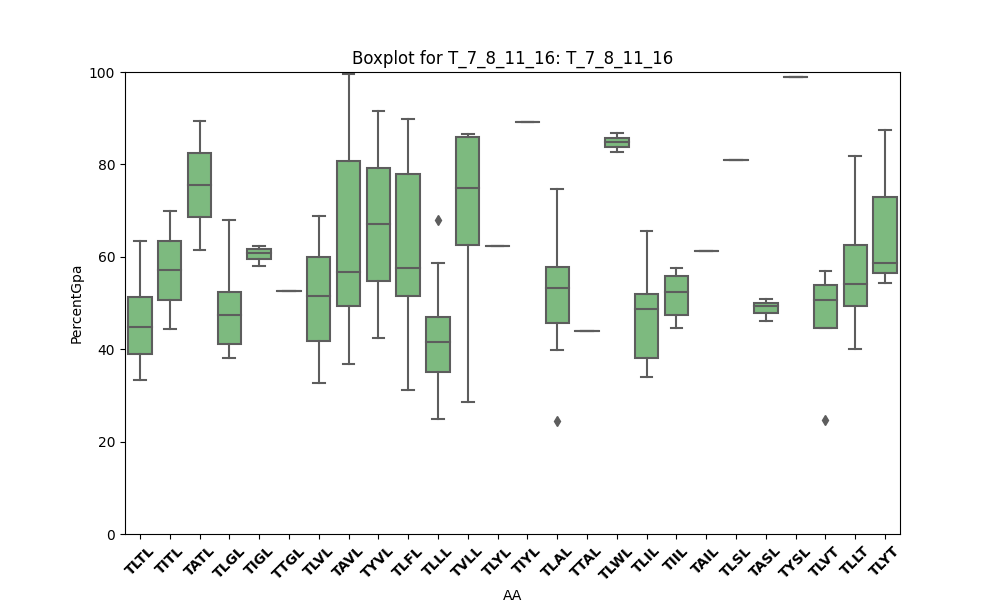 Boxplot for T_7_8_11_16: T_7_8_11_16
PercentGpa
100
80
60
40
20
0
TLTL TITL TATL TLGL TIGL TTGL TLVL TAVL TYVL TLFL TLLL TVLL TLYL TIYL TLAL TTAL TLWL TLIL TIIL TAIL TLSL TASL TYSL TLVT TLLT TLYT
AA